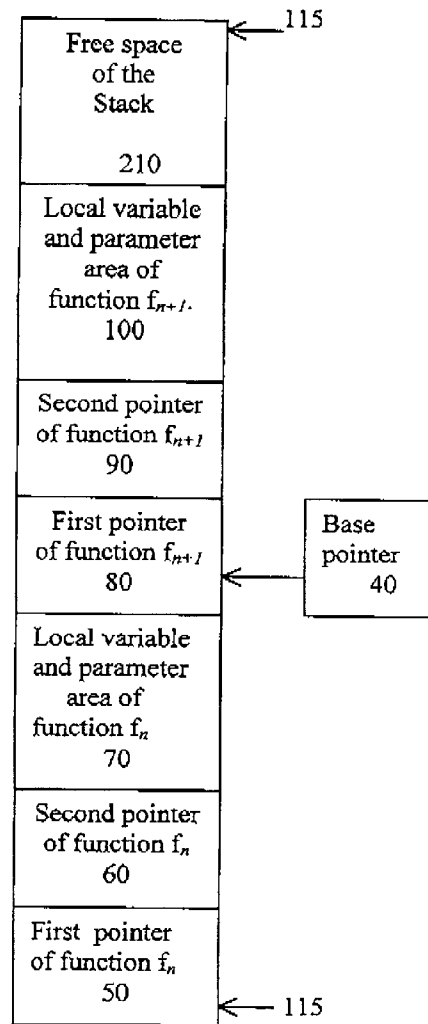 115
Free space
of the
Stack
210
Local variable
and parameter
area of
function fn+1.
100
Second pointer
of function fn+1
90
First pointer
of function fn+1
80
Base
pointer
40
Local variable
and parameter
area of
function fn
70
Second pointer
of function fn
60
First pointer
of function fn
50
115